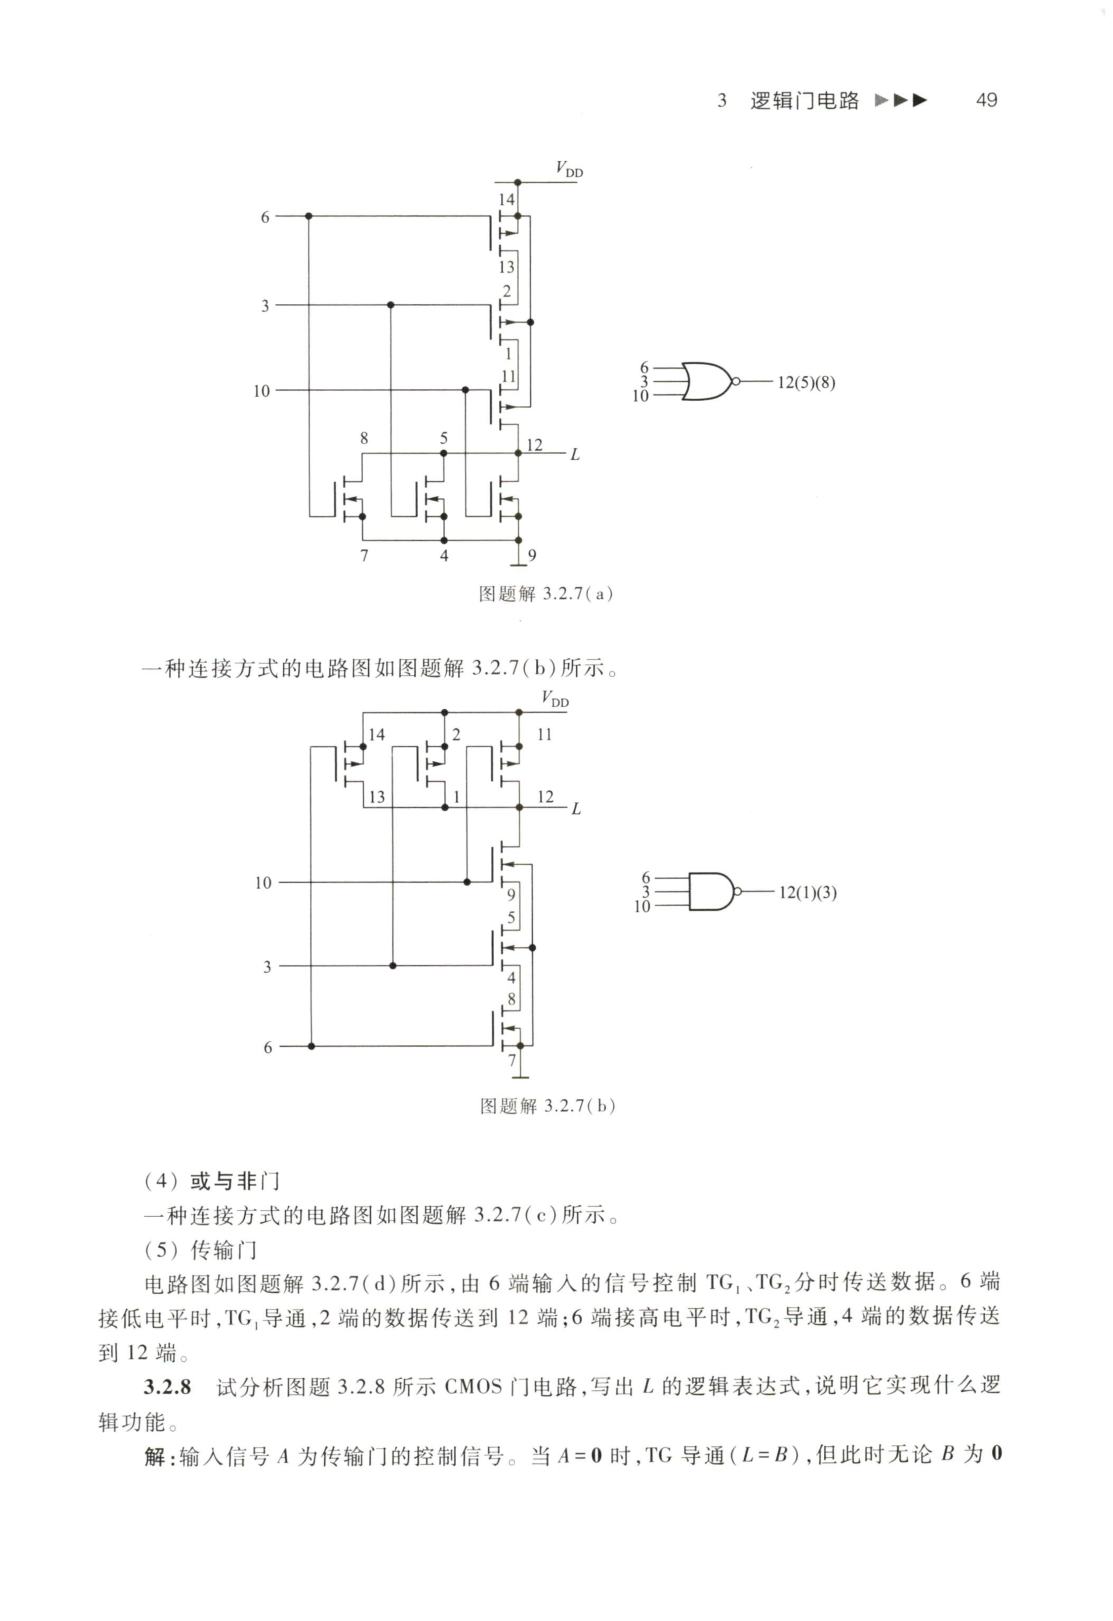 3 逻辑门电路 ▶▶▶ 49
V_DD
14
6
13
2
3
1
11
10
8 5 12 L
7 4 9
6
3
10
12(5)(8)
图题解 3.2.7(a)
一种连接方式的电路图如图题解 3.2.7(b)所示。
V_DD
14 2 11
13 1 12 L
10
9
5
3
4
8
6
7
6
3
10
12(1)(3)
图题解 3.2.7(b)
(4) 或与非门
一种连接方式的电路图如图题解 3.2.7(c)所示。
(5) 传输门
电路图如图题解 3.2.7(d)所示,由 6 端输入的信号控制 TG₁、TG₂分时传送数据。6 端
接低电平时,TG₁导通,2 端的数据传送到 12 端;6 端接高电平时,TG₂导通,4 端的数据传送
到 12 端。
3.2.8 试分析图题 3.2.8 所示 CMOS 门电路,写出 L 的逻辑表达式,说明它实现什么逻
辑功能。
解:输入信号 A 为传输门的控制信号。当 A=0 时,TG 导通(L=B),但此时无论 B 为 0